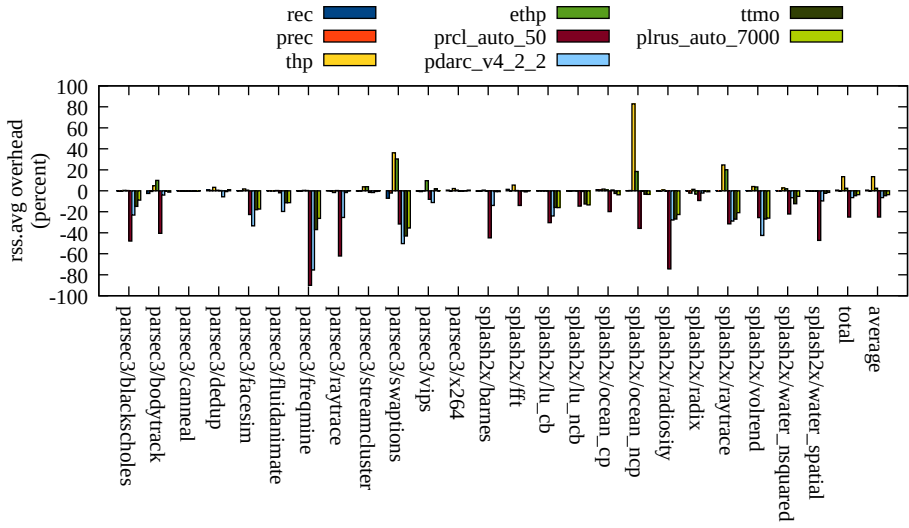 rec
prec
thp
ethp
prcl_auto_50
pdarc_v4_2_2
ttmo
plrus_auto_7000
rss.avg overhead
(percent)
100
80
60
40
20
0
-20
-40
-60
-80
-100
parsec3/blackscholes
parsec3/bodytrack
parsec3/canneal
parsec3/dedup
parsec3/facesim
parsec3/fluidanimate
parsec3/freqmine
parsec3/raytrace
parsec3/streamcluster
parsec3/swaptions
parsec3/vips
parsec3/x264
splash2x/barnes
splash2x/fft
splash2x/lu_cb
splash2x/lu_ncb
splash2x/ocean_cp
splash2x/ocean_ncp
splash2x/radiosity
splash2x/radix
splash2x/raytrace
splash2x/volrend
splash2x/water_nsquared
splash2x/water_spatial
total
average